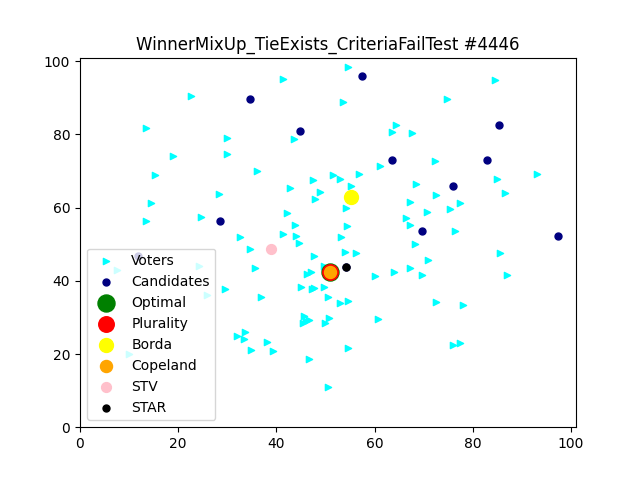 WinnerMixUp_TieExists_CriteriaFailTest #4446
100
80
60
40
20
0
0 20 40 60 80 100
Voters
Candidates
Optimal
Plurality
Borda
Copeland
STV
STAR